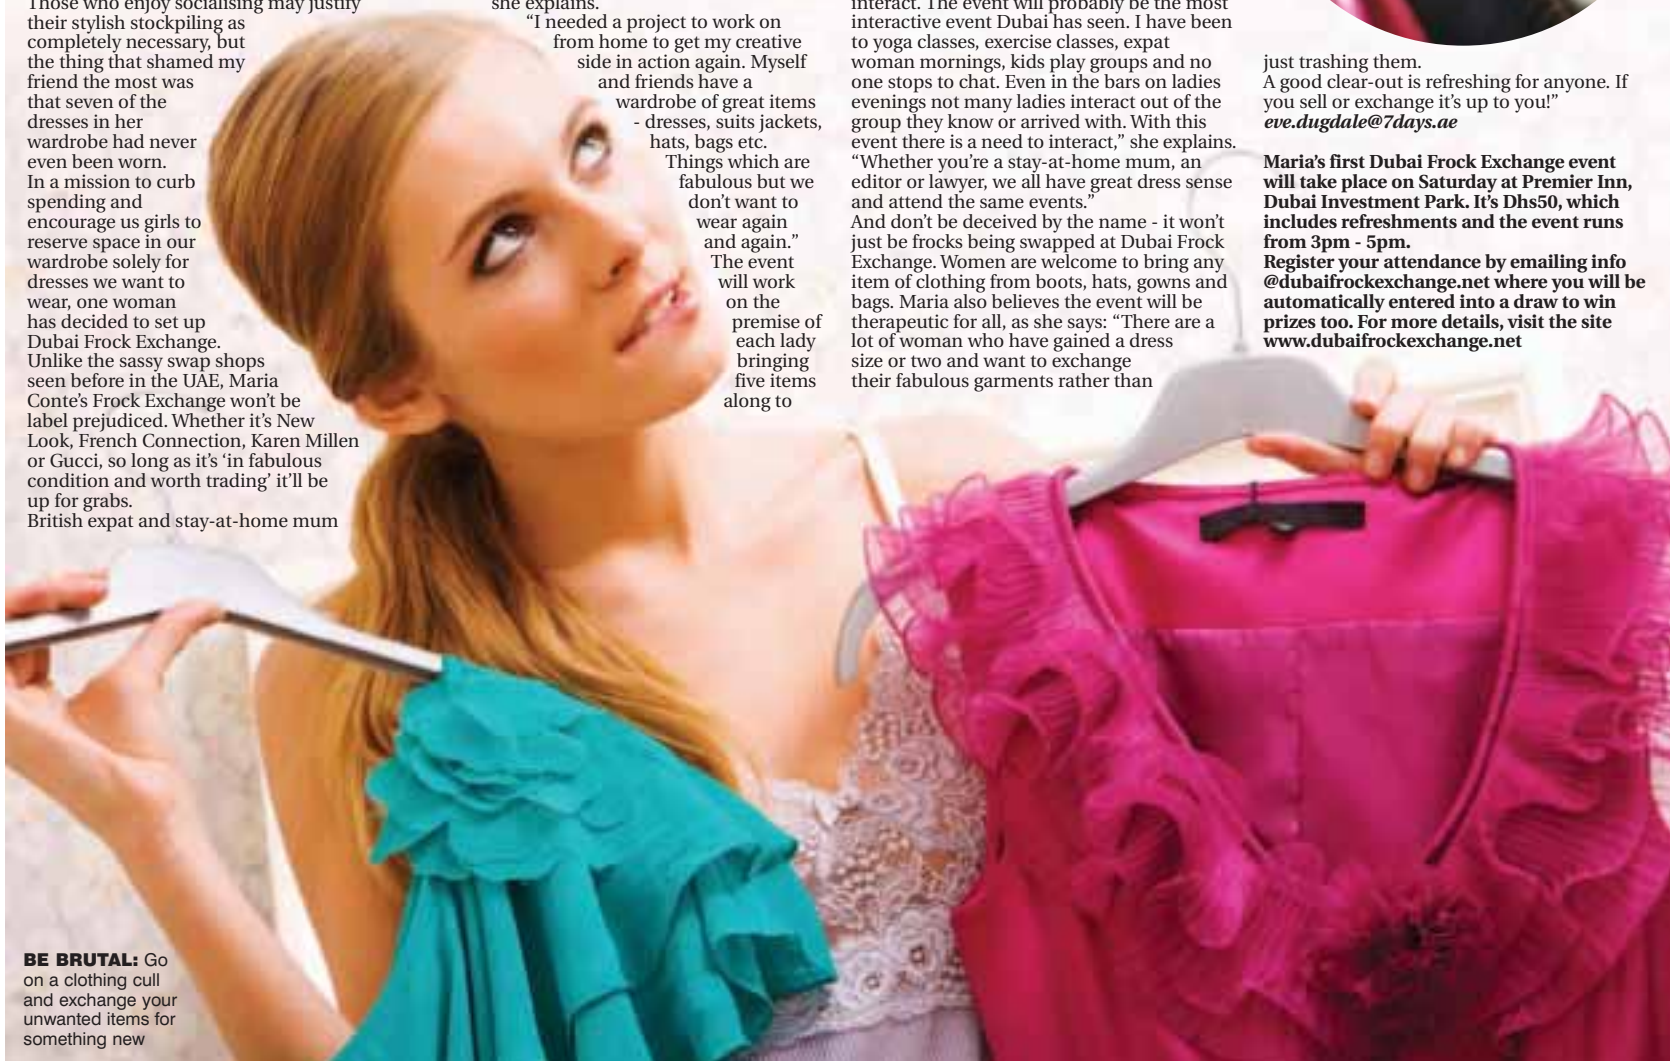 Those who enjoy socialising may justify
their stylish stockpiling as
completely necessary, but
the thing that shamed my
friend the most was
that seven of the
dresses in her
wardrobe had never
even been worn.
In a mission to curb
spending and
encourage us girls to
reserve space in our
wardrobe solely for
dresses we want to
wear, one woman
has decided to set up
Dubai Frock Exchange.
Unlike the sassy swap shops
seen before in the UAE, Maria
Conte’s Frock Exchange won’t be
label prejudiced. Whether it’s New
Look, French Connection, Karen Millen
or Gucci, so long as it’s ‘in fabulous
condition and worth trading’ it’ll be
up for grabs.
British expat and stay-at-home mum
she explains.
“I needed a project to work on
from home to get my creative
side in action again. Myself
and friends have a
wardrobe of great items
- dresses, suits jackets,
hats, bags etc.
Things which are
fabulous but we
don’t want to
wear again
and again.”
The event
will work
on the
premise of
each lady
bringing
five items
along to
interact. The event will probably be the most
interactive event Dubai has seen. I have been
to yoga classes, exercise classes, expat
woman mornings, kids play groups and no
one stops to chat. Even in the bars on ladies
evenings not many ladies interact out of the
group they know or arrived with. With this
event there is a need to interact,” she explains.
“Whether you’re a stay-at-home mum, an
editor or lawyer, we all have great dress sense
and attend the same events.”
And don’t be deceived by the name - it won’t
just be frocks being swapped at Dubai Frock
Exchange. Women are welcome to bring any
item of clothing from boots, hats, gowns and
bags. Maria also believes the event will be
therapeutic for all, as she says: “There are a
lot of woman who have gained a dress
size or two and want to exchange
their fabulous garments rather than
just trashing them.
A good clear-out is refreshing for anyone. If
you sell or exchange it’s up to you!”
eve.dugdale@7days.ae
Maria’s first Dubai Frock Exchange event
will take place on Saturday at Premier Inn,
Dubai Investment Park. It’s Dhs50, which
includes refreshments and the event runs
from 3pm - 5pm.
Register your attendance by emailing info
@dubaifrockexchange.net where you will be
automatically entered into a draw to win
prizes too. For more details, visit the site
www.dubaifrockexchange.net
BE BRUTAL: Go
on a clothing cull
and exchange your
unwanted items for
something new